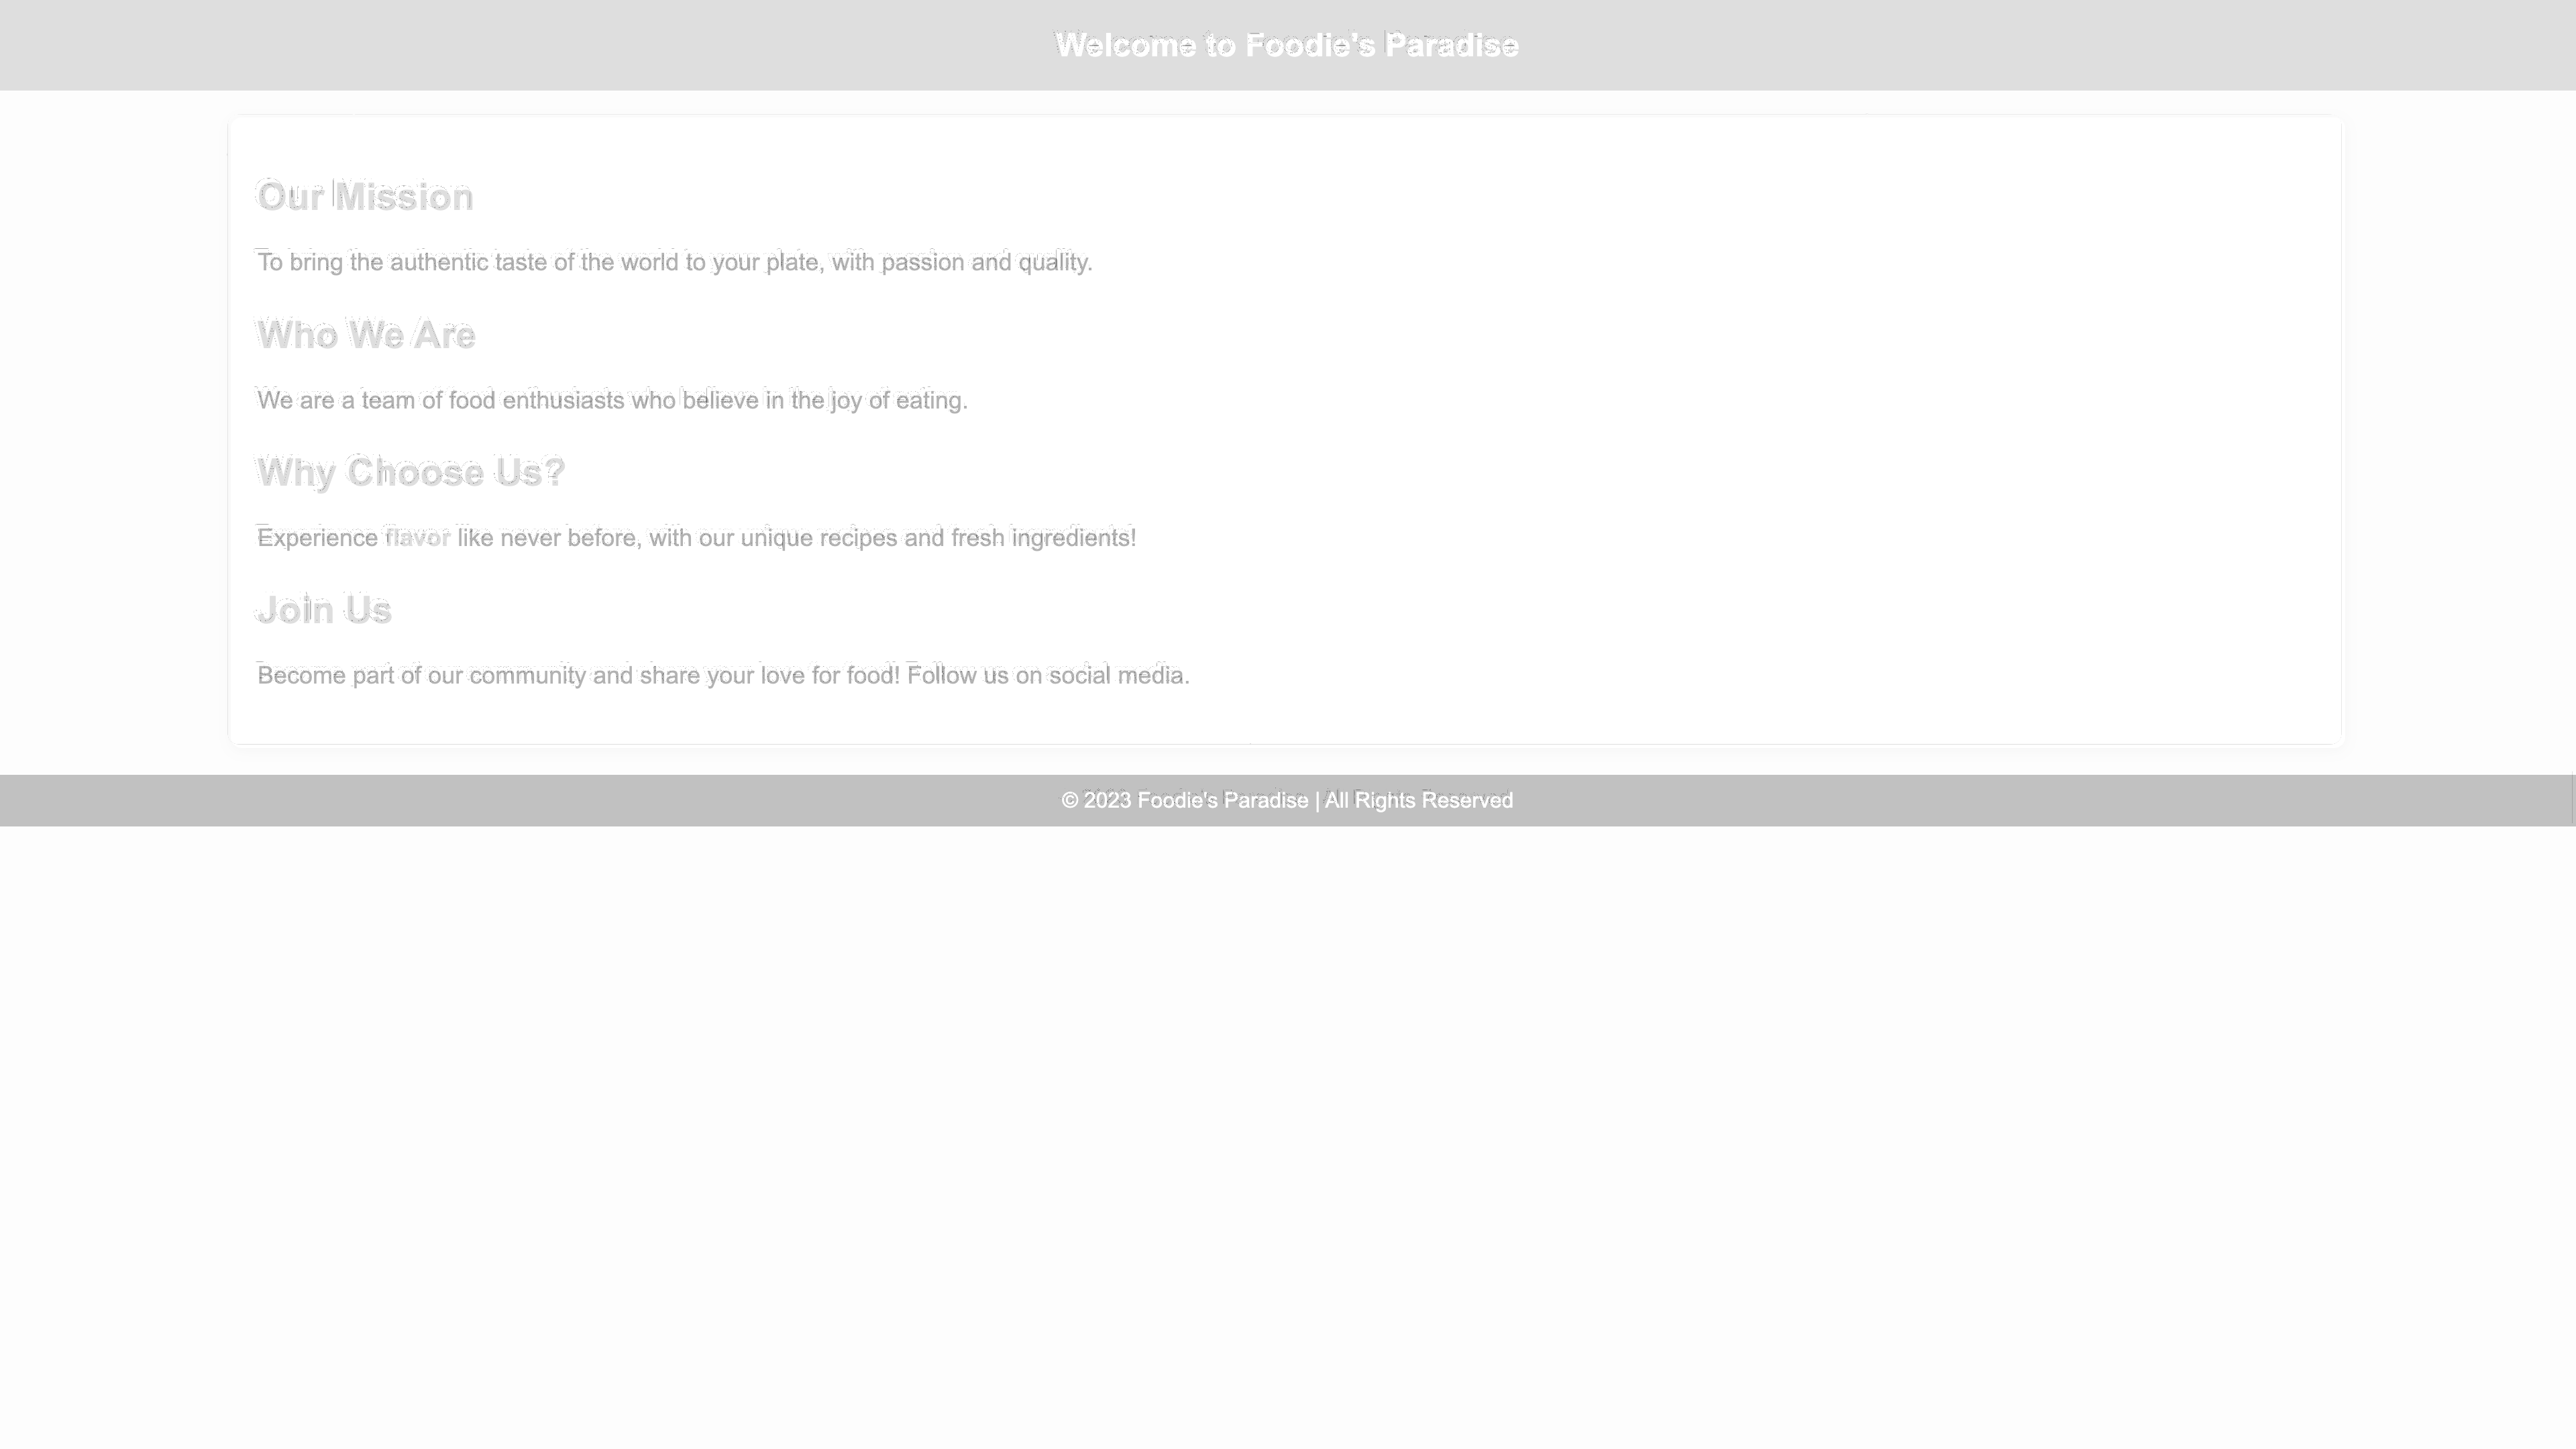 Welcome to Foodie's Paradise
Our Mission
To bring the authentic taste of the world to your plate, with passion and quality.
Who We Are
We are a team of food enthusiasts who believe in the joy of eating.
Why Choose Us?
Experience flavor like never before, with our unique recipes and fresh ingredients!
Join Us
Become part of our community and share your love for food! Follow us on social media.
© 2023 Foodie's Paradise | All Rights Reserved